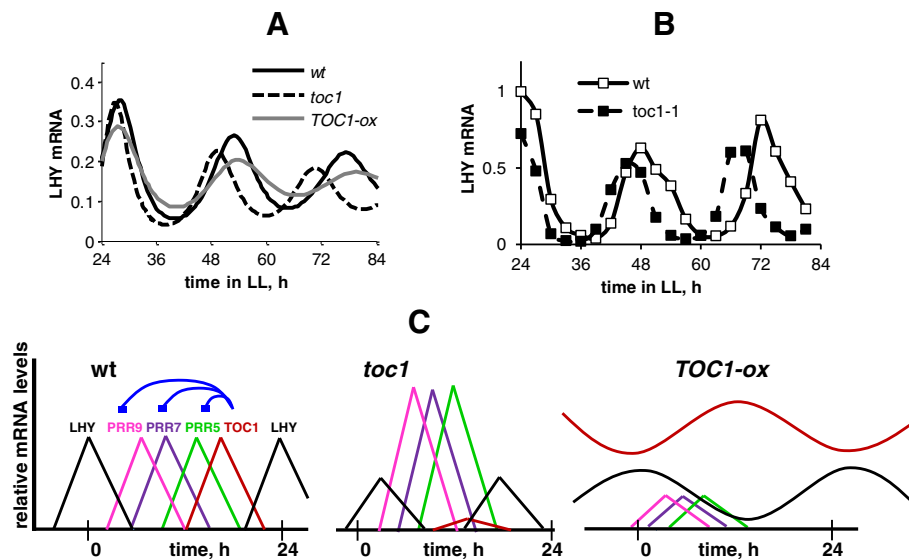 A
B
LHY mRNA
0.4
0.3
0.2
0.1
0
24 36 48 60 72 84
time in LL, h
wt
toc1
TOC1-ox
LHY mRNA
1
0.5
0
24 36 48 60 72 84
time in LL, h
wt
toc1-1
C
relative mRNA levels
wt
LHY PRR9 PRR7 PRR5 TOC1 LHY
0 time, h 24
toc1
0 time, h 24
TOC1-ox
0 time, h 24